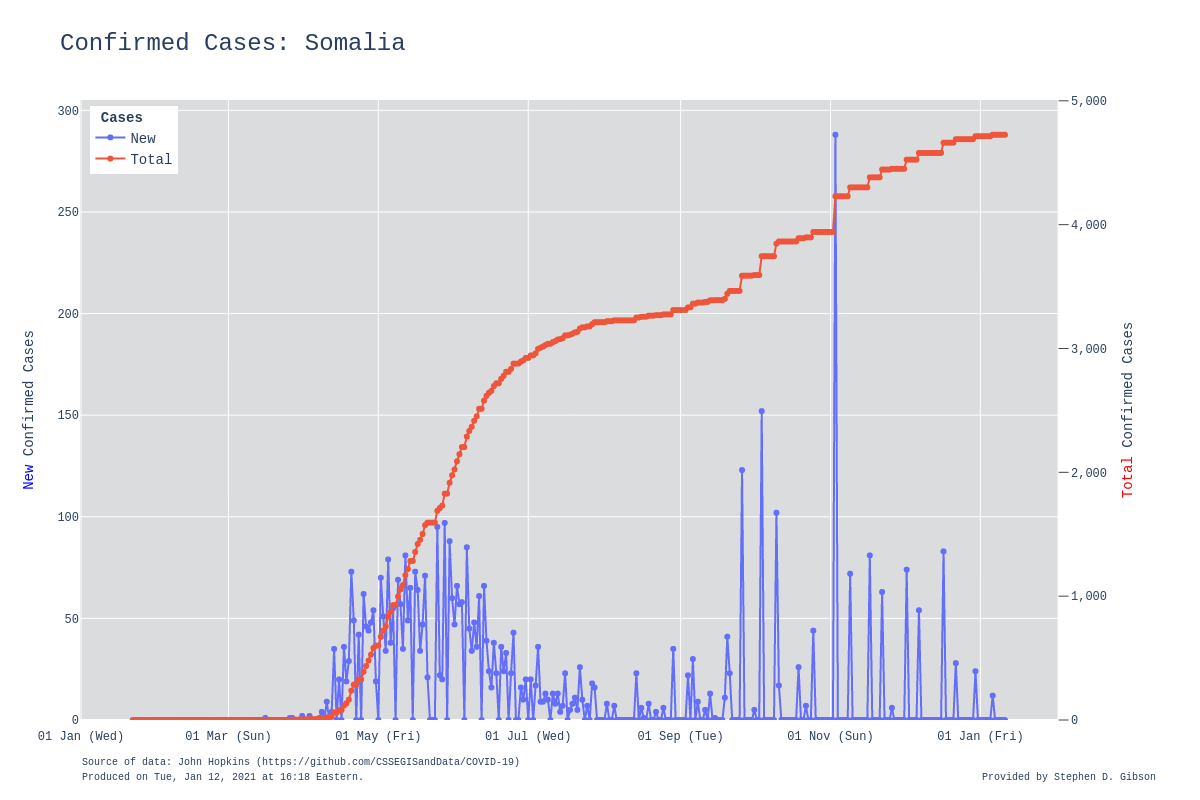 Confirmed Cases: Somalia
Cases
New
Total
300
250
200
150
100
50
0
5,000
4,000
3,000
2,000
1,000
0
New Confirmed Cases
Total Confirmed Cases
01 Jan (Wed)
01 Mar (Sun)
01 May (Fri)
01 Jul (Wed)
01 Sep (Tue)
01 Nov (Sun)
01 Jan (Fri)
Source of data: John Hopkins (https://github.com/CSSEGISandData/COVID-19)
Produced on Tue, Jan 12, 2021 at 16:18 Eastern.
Provided by Stephen D. Gibson